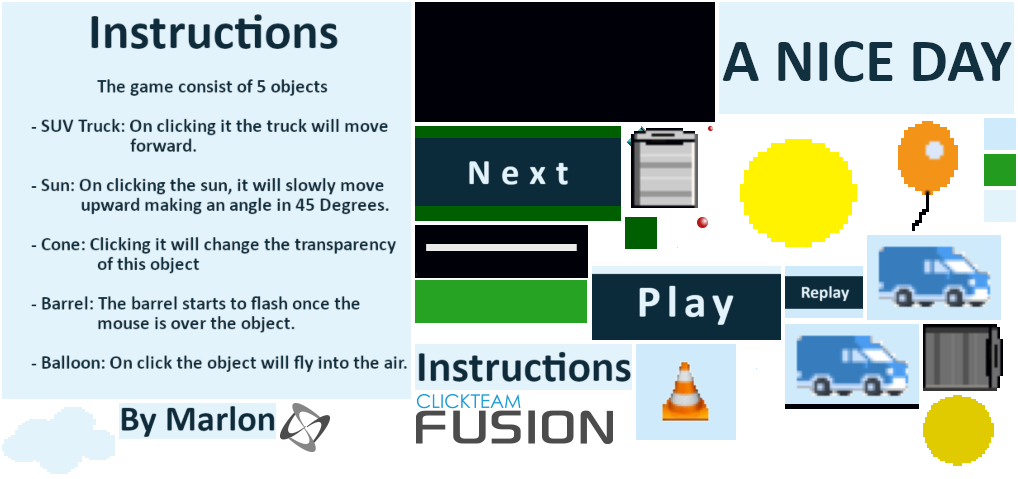 Instructions
The game consist of 5 objects
- SUV Truck: On clicking it the truck will move
forward.
- Sun: On clicking the sun, it will slowly move
upward making an angle in 45 Degrees.
- Cone: Clicking it will change the transparency
of this object
- Barrel: The barrel starts to flash once the
mouse is over the object.
- Balloon: On click the object will fly into the air.
By Marlon
A NICE DAY
Next
Play
Replay
Instructions
CLICKTEAM
FUSION